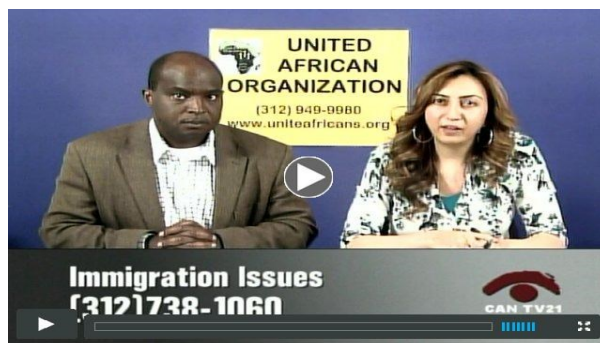 UNITED
AFRICAN
ORGANIZATION
(312) 949-9980
www.uniteafricans.org
Immigration Issues
(312)738-1060
CAN TV21